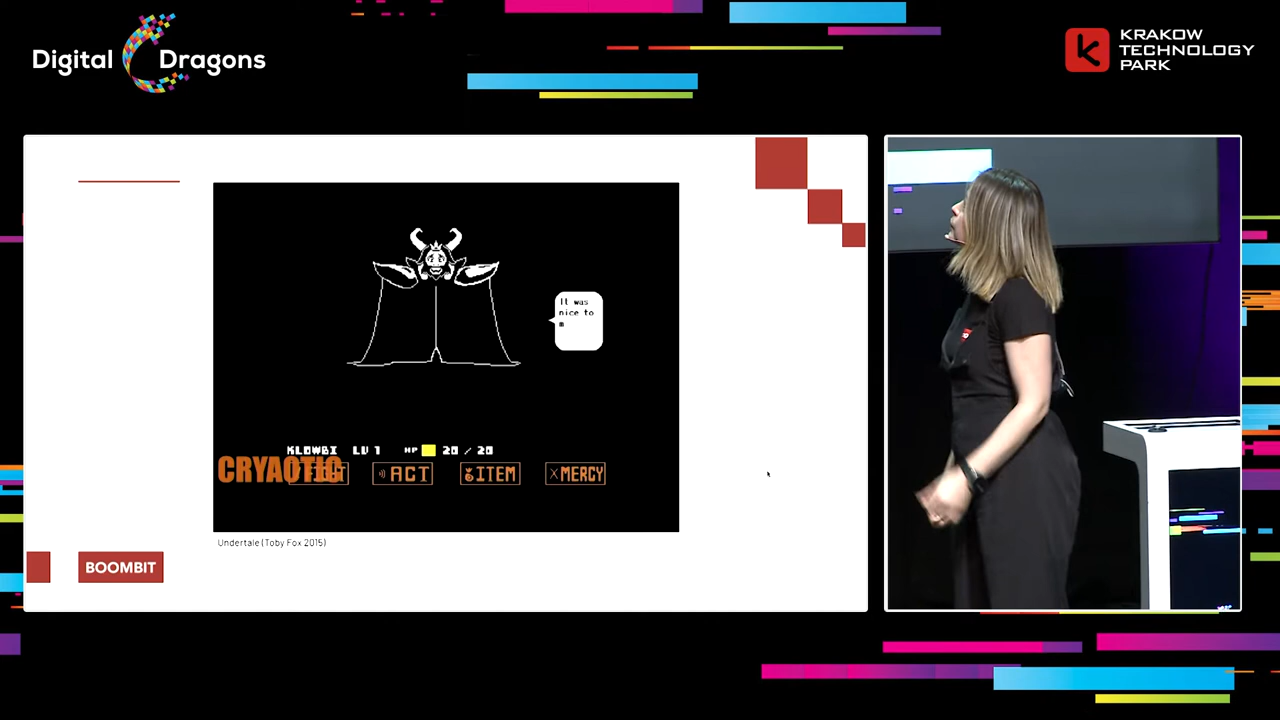 Digital Dragons
KRAKOW
TECHNOLOGY
PARK
It was
nice to
m
KLOWBI LV 1 HP 20 / 20
CRYAOTIC
ACT
ITEM
MERCY
Undertale (Toby Fox 2015)
BOOMBIT